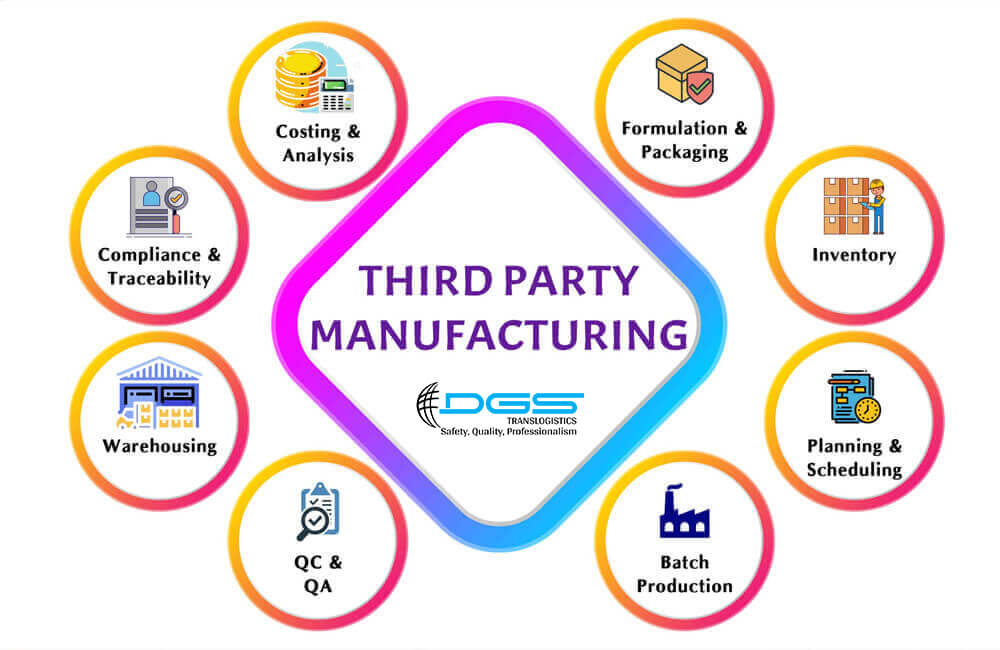 Costing &
Analysis
Formulation &
Packaging
Compliance &
Traceability
Inventory
THIRD PARTY
MANUFACTURING
DGS
TRANSLOGISTICS
Safety, Quality, Professionalism
Warehousing
Planning &
Scheduling
QC &
QA
Batch
Production